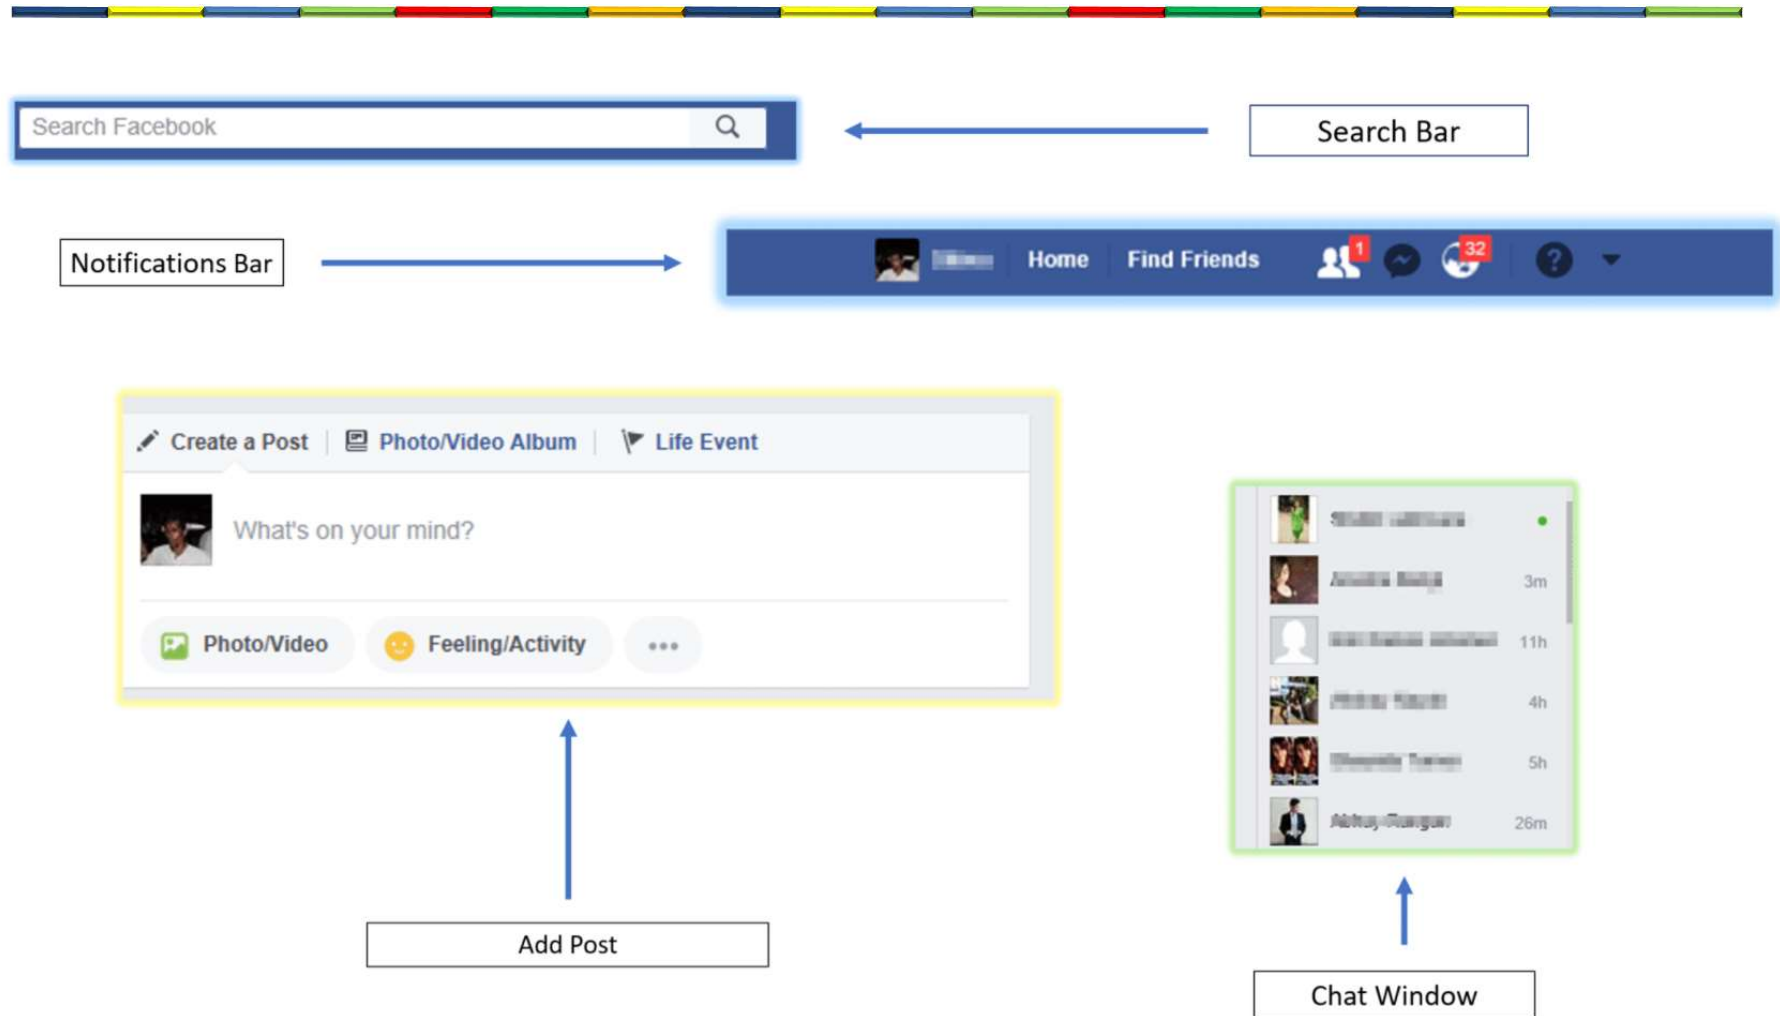 Search Facebook
Search Bar
Notifications Bar
Home Find Friends 1 32 ?
Create a Post Photo/Video Album Life Event
What's on your mind?
Photo/Video Feeling/Activity
3m
11h
4h
5h
26m
Add Post
Chat Window